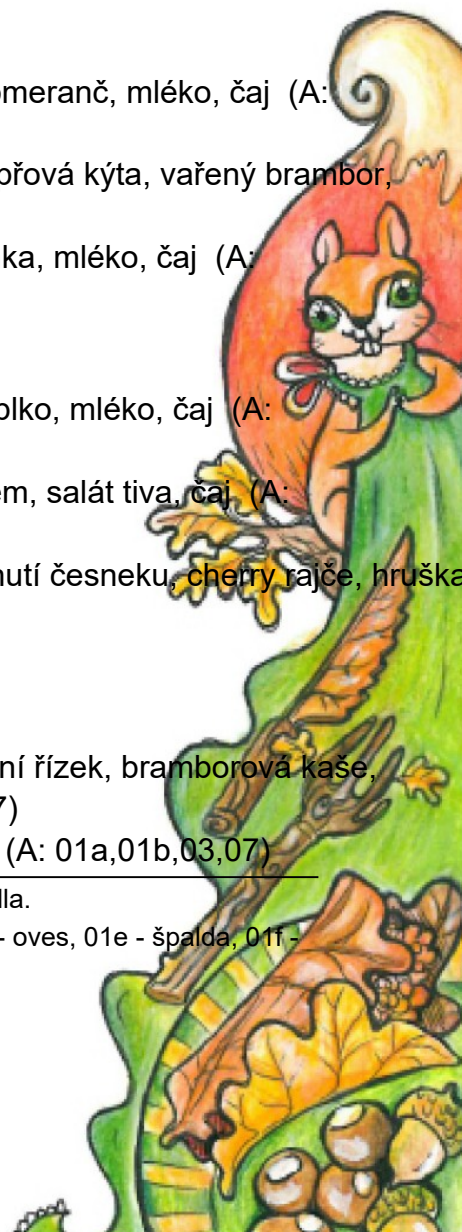 omeranč, mléko, čaj (A:
přová kýta, vařený brambor,
ka, mléko, čaj (A:
blko, mléko, čaj (A:
em, salát tiva, čaj (A:
nutí česneku, cherry rajče, hruška
ní řízek, bramborová kaše,
7)
(A: 01a,01b,03,07)
lla.
- oves, 01e - špalda, 01f -